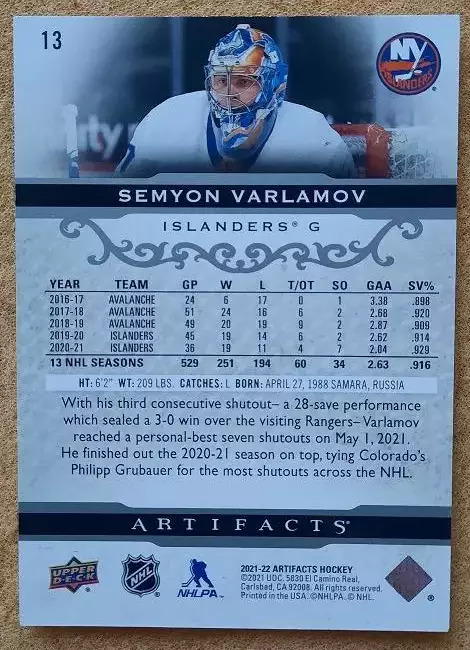 13
NY
ISLANDERS
SEMYON VARLAMOV
ISLANDERS® G
YEAR TEAM GP W L T/OT SO GAA SV%
2016-17 AVALANCHE 24 6 17 0 1 3.38 .898
2017-18 AVALANCHE 51 24 16 6 2 2.68 .920
2018-19 AVALANCHE 49 20 19 9 2 2.87 .909
2019-20 ISLANDERS 45 19 14 6 2 2.62 .914
2020-21 ISLANDERS 36 19 11 4 7 2.04 .929
13 NHL SEASONS 529 251 194 60 34 2.63 .916
HT: 6'2" WT: 209 LBS. CATCHES: L BORN: APRIL 27, 1988 SAMARA, RUSSIA
With his third consecutive shutout– a 28-save performance
which sealed a 3-0 win over the visiting Rangers– Varlamov
reached a personal-best seven shutouts on May 1, 2021.
He finished out the 2020-21 season on top, tying Colorado's
Philipp Grubauer for the most shutouts across the NHL.
ARTIFACTS®
UPPER DECK
NHL
NHLPA
2021-22 ARTIFACTS HOCKEY
©2021 UDC. 5830 El Camino Real,
Carlsbad, CA 92008. All rights reserved.
Printed in the USA. ©NHLPA. © NHL.